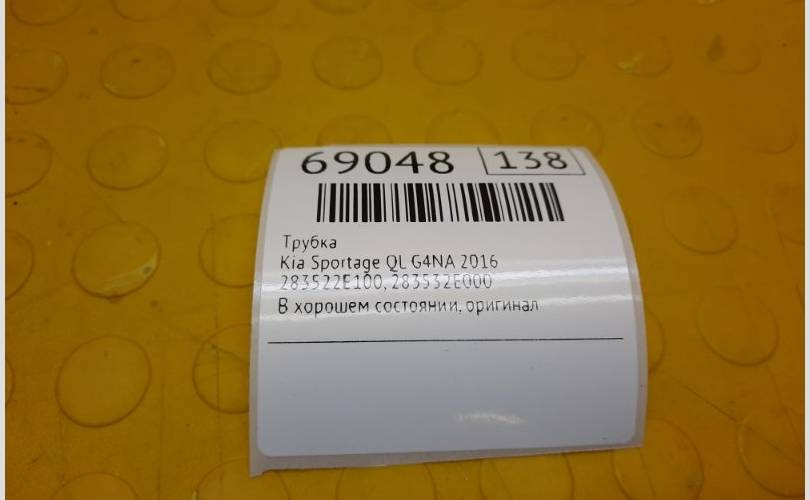 69048 138
Трубка
Kia Sportage QL G4NA 2016
283522E100, 283532E000
В хорошем состоянии, оригинал